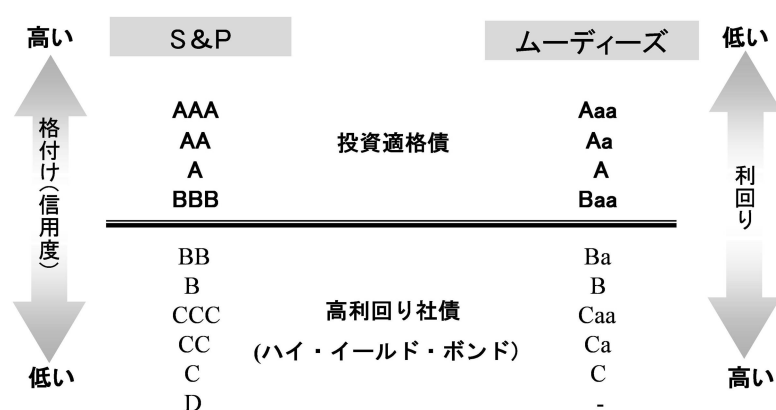 高い S&P ムーディーズ 低い
AAA Aaa
AA 投資適格債 Aa
A A
BBB Baa
格付け(信用度)
利回り
BB Ba
B B
CCC 高利回り社債 Caa
CC (ハイ・イールド・ボンド) Ca
低い C C 高い
D -